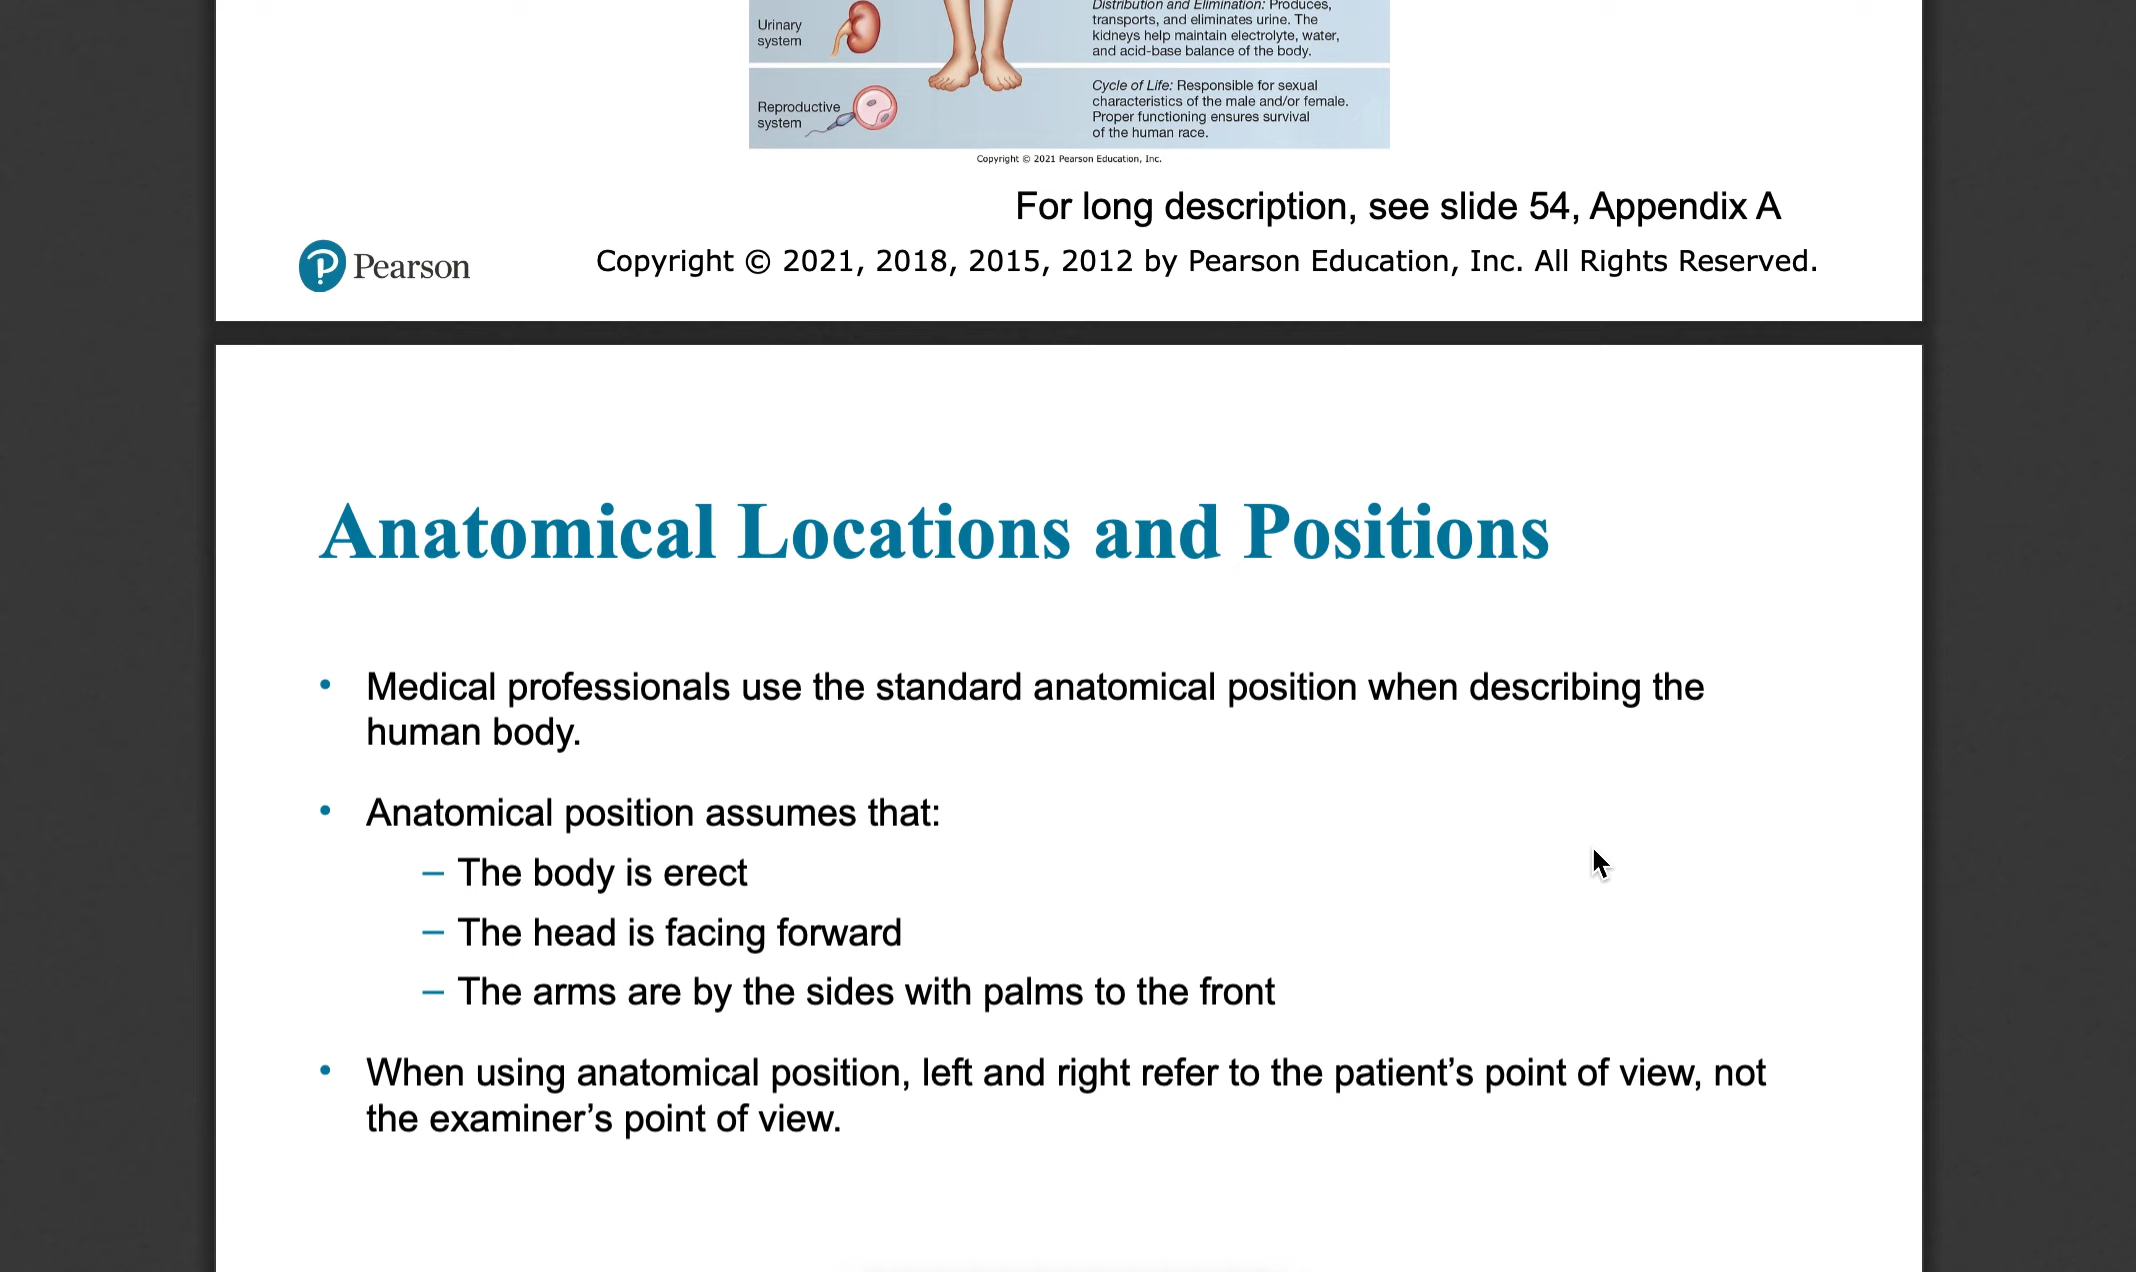 Urinary
system
Distribution and Elimination: Produces,
transports, and eliminates urine. The
kidneys help maintain electrolyte, water,
and acid-base balance of the body.
Reproductive
system
Cycle of Life: Responsible for sexual
characteristics of the male and/or female.
Proper functioning ensures survival
of the human race.
Copyright © 2021 Pearson Education, Inc.
For long description, see slide 54, Appendix A
Pearson
Copyright © 2021, 2018, 2015, 2012 by Pearson Education, Inc. All Rights Reserved.
Anatomical Locations and Positions
• Medical professionals use the standard anatomical position when describing the
human body.
• Anatomical position assumes that:
– The body is erect
– The head is facing forward
– The arms are by the sides with palms to the front
• When using anatomical position, left and right refer to the patient’s point of view, not
the examiner’s point of view.